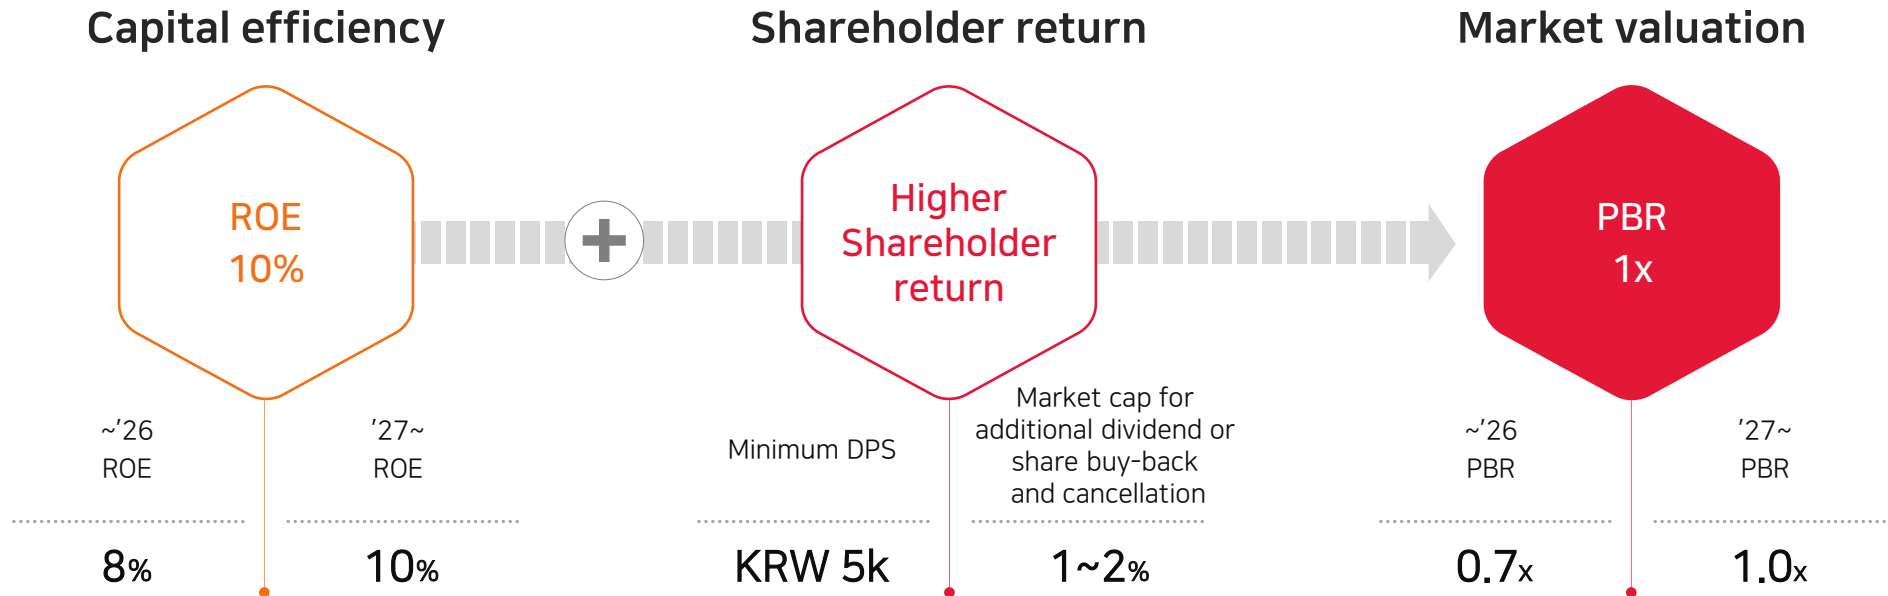 Capital efficiency
Shareholder return
Market valuation
ROE
10%
Higher
Shareholder
return
PBR
1x
~’26
ROE
’27~
ROE
Minimum DPS
Market cap for
additional dividend or
share buy-back
and cancellation
~’26
PBR
’27~
PBR
8%
10%
KRW 5k
1~2%
0.7x
1.0x